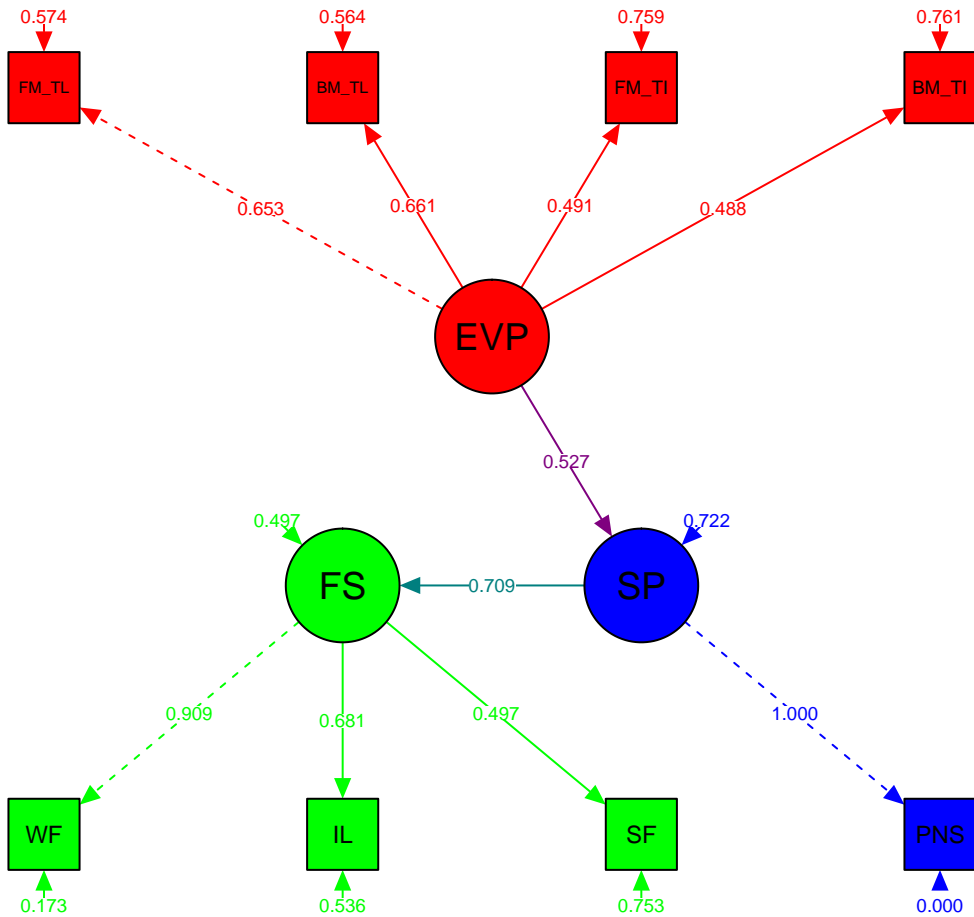 0.574 0.564 0.759 0.761
FM_TL BM_TL FM_TI BM_TI
0.653 0.661 0.491 0.488
EVP
0.527
0.497 0.722
FS 0.709 SP
0.909 0.681 0.497 1.000
WF IL SF PNS
0.173 0.536 0.753 0.000